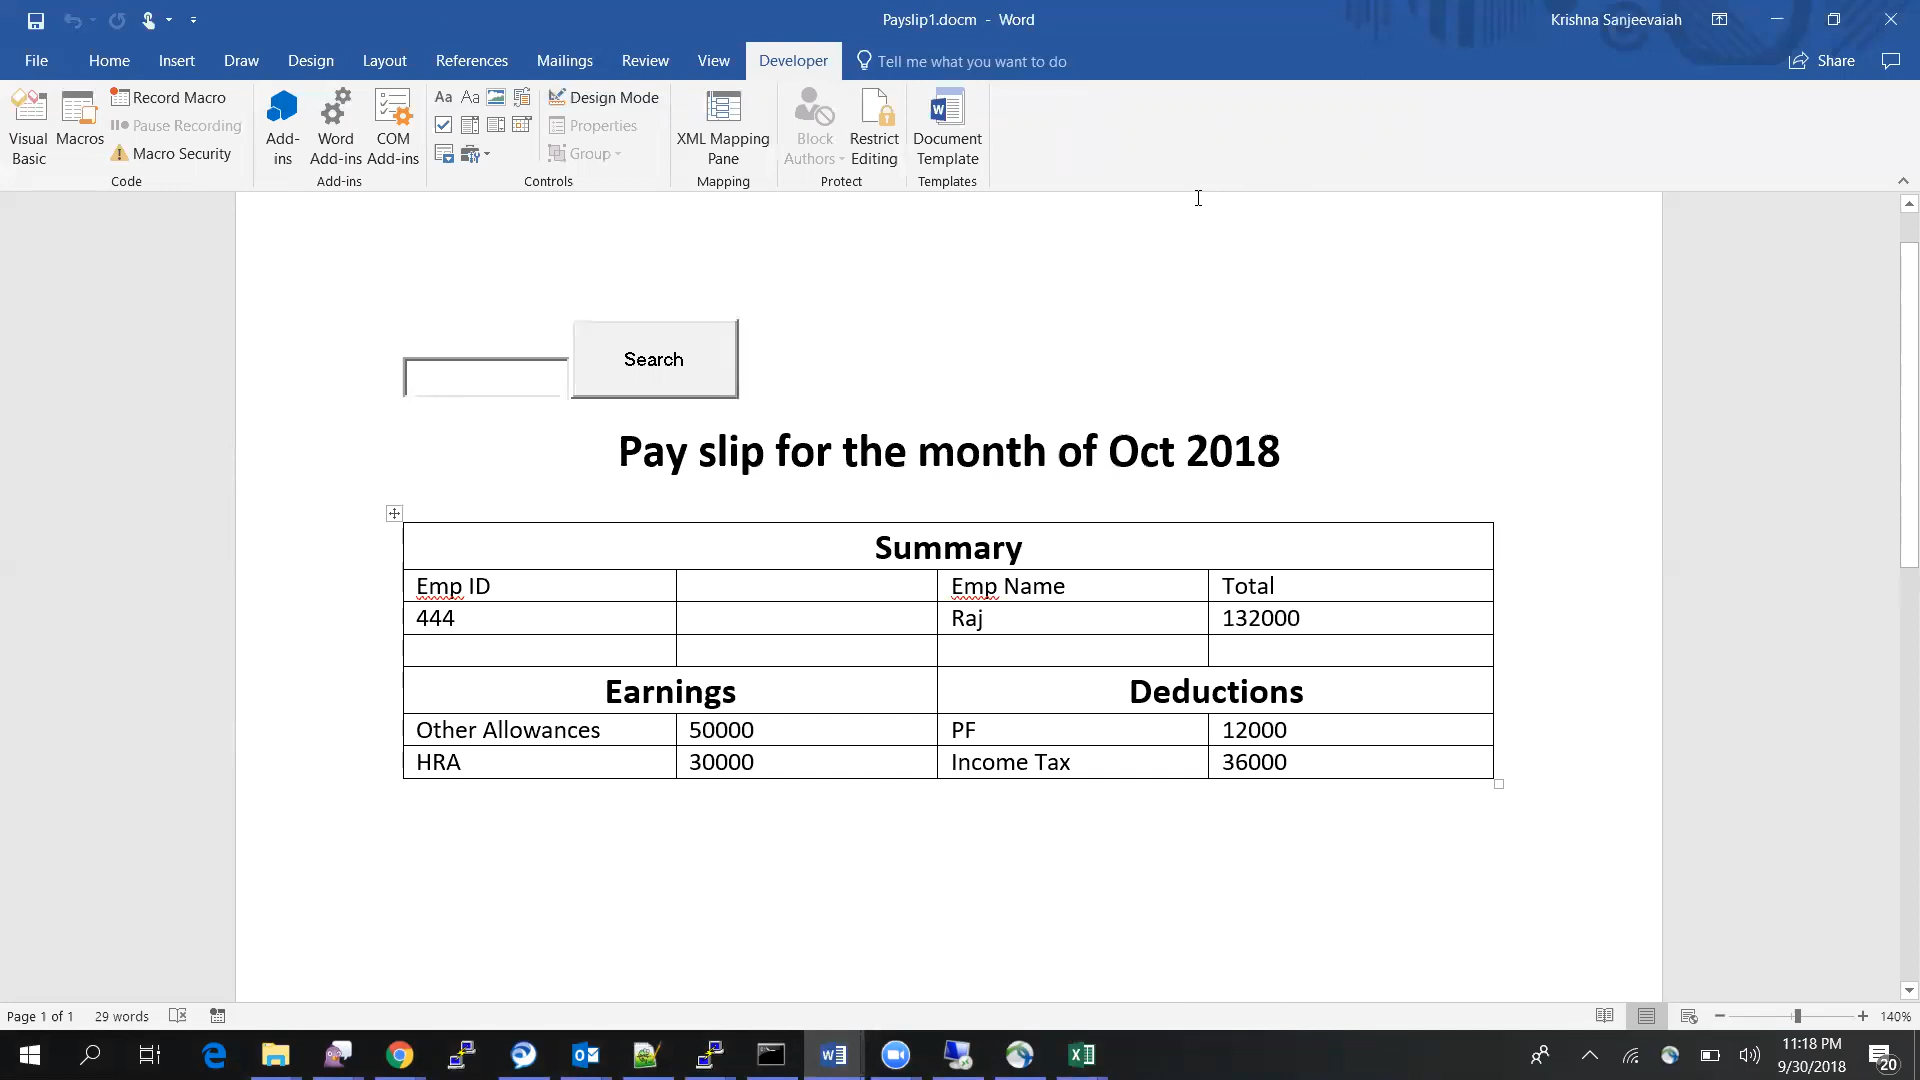 Payslip1.docm - Word
Krishna Sanjeevaiah
File Home Insert Draw Design Layout References Mailings Review View Developer Tell me what you want to do
Share
Visual Basic
Macros
Record Macro
Pause Recording
Macro Security
Code
Add-ins
Word Add-ins
COM Add-ins
Add-ins
Aa Aa
Design Mode
Properties
Group
Controls
XML Mapping Pane
Mapping
Block Authors
Restrict Editing
Protect
Document Template
Templates
Search
Pay slip for the month of Oct 2018
Summary
Emp ID Emp Name Total
444 Raj 132000
Earnings Deductions
Other Allowances 50000 PF 12000
HRA 30000 Income Tax 36000
Page 1 of 1 29 words
140%
11:18 PM
9/30/2018
20